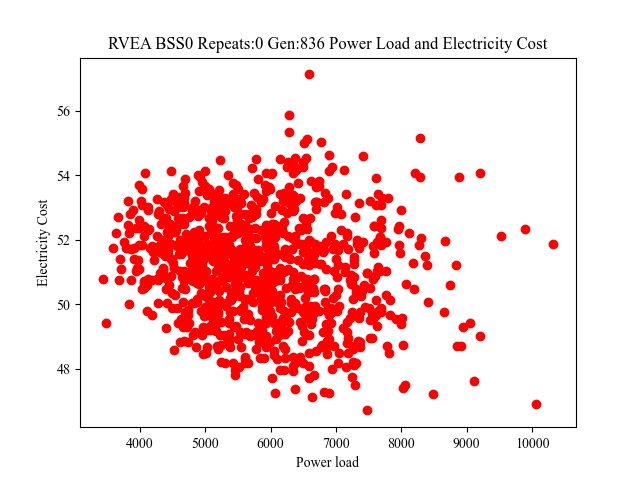 RVEA BSS0 Repeats:0 Gen:836 Power Load and Electricity Cost
56
54
52
50
48
Electricity Cost
4000 5000 6000 7000 8000 9000 10000
Power load